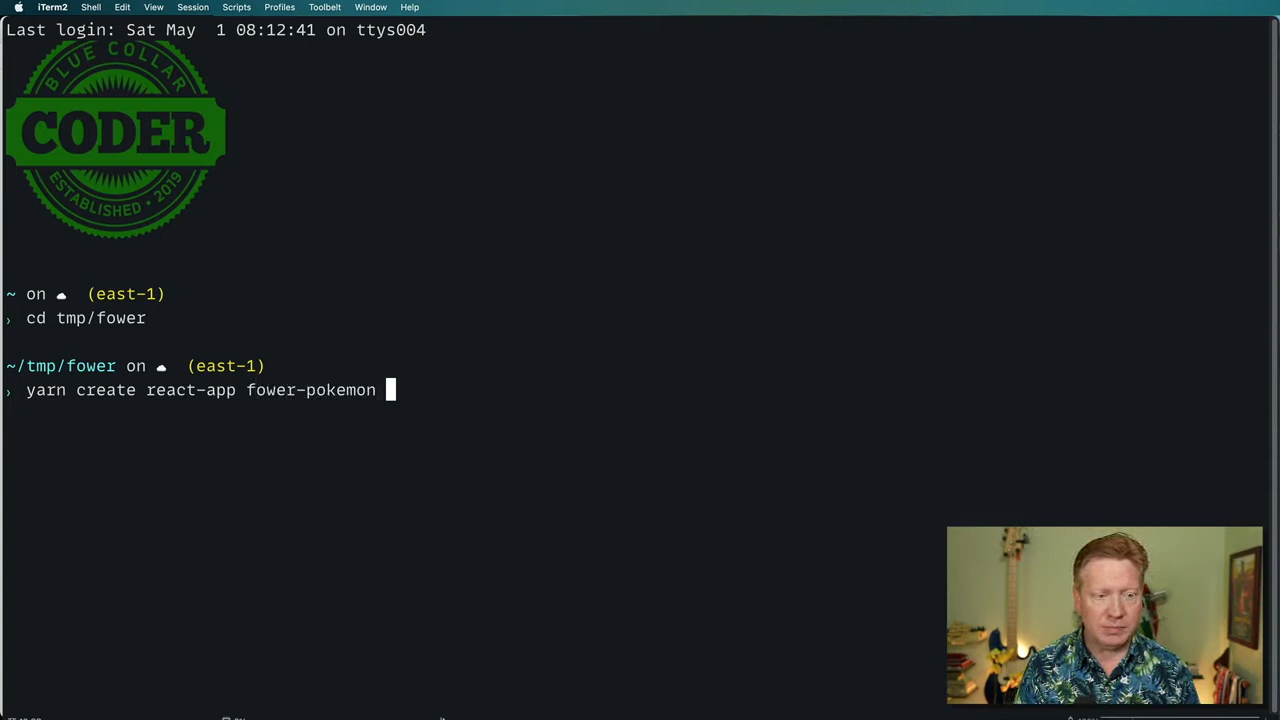 iTerm2 Shell Edit View Session Scripts Profiles Toolbelt Window Help
Last login: Sat May  1 08:12:41 on ttys004
BLUE COLLAR
CODER
ESTABLISHED • 2019
~ on ☁ (east-1)
› cd tmp/fower
~/tmp/fower on ☁ (east-1)
› yarn create react-app fower-pokemon